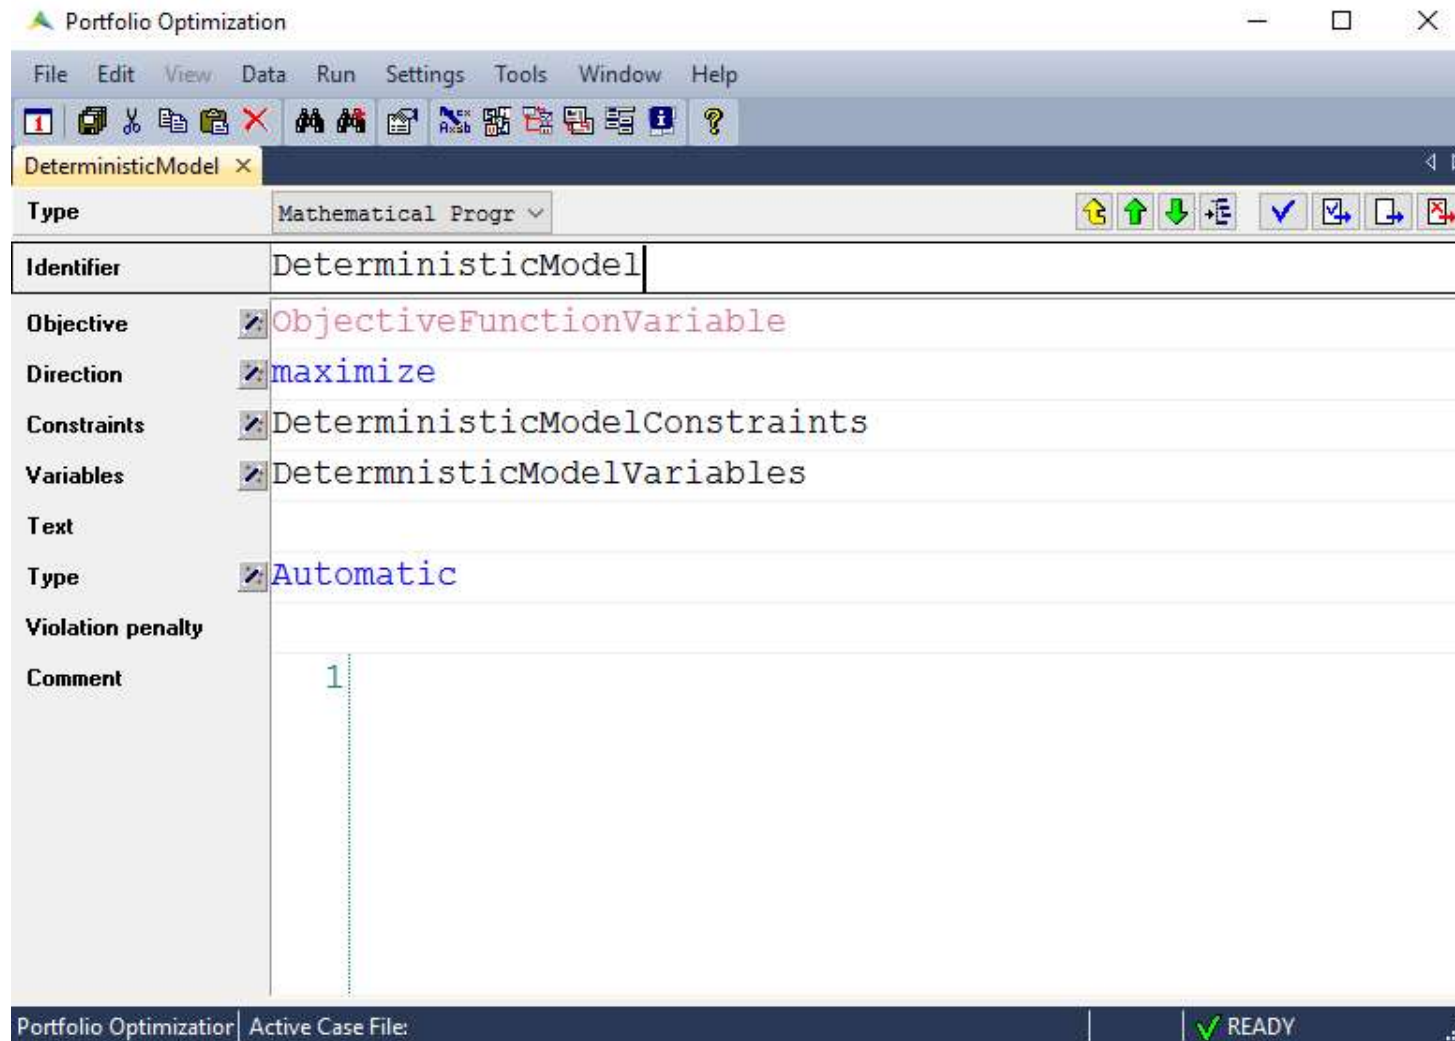 Portfolio Optimization
File Edit View Data Run Settings Tools Window Help
DeterministicModel
Type Mathematical Progr
Identifier DeterministicModel
Objective ObjectiveFunctionVariable
Direction maximize
Constraints DeterministicModelConstraints
Variables DetermnisticModelVariables
Text
Type Automatic
Violation penalty
Comment 1
Portfolio Optimization Active Case File: READY